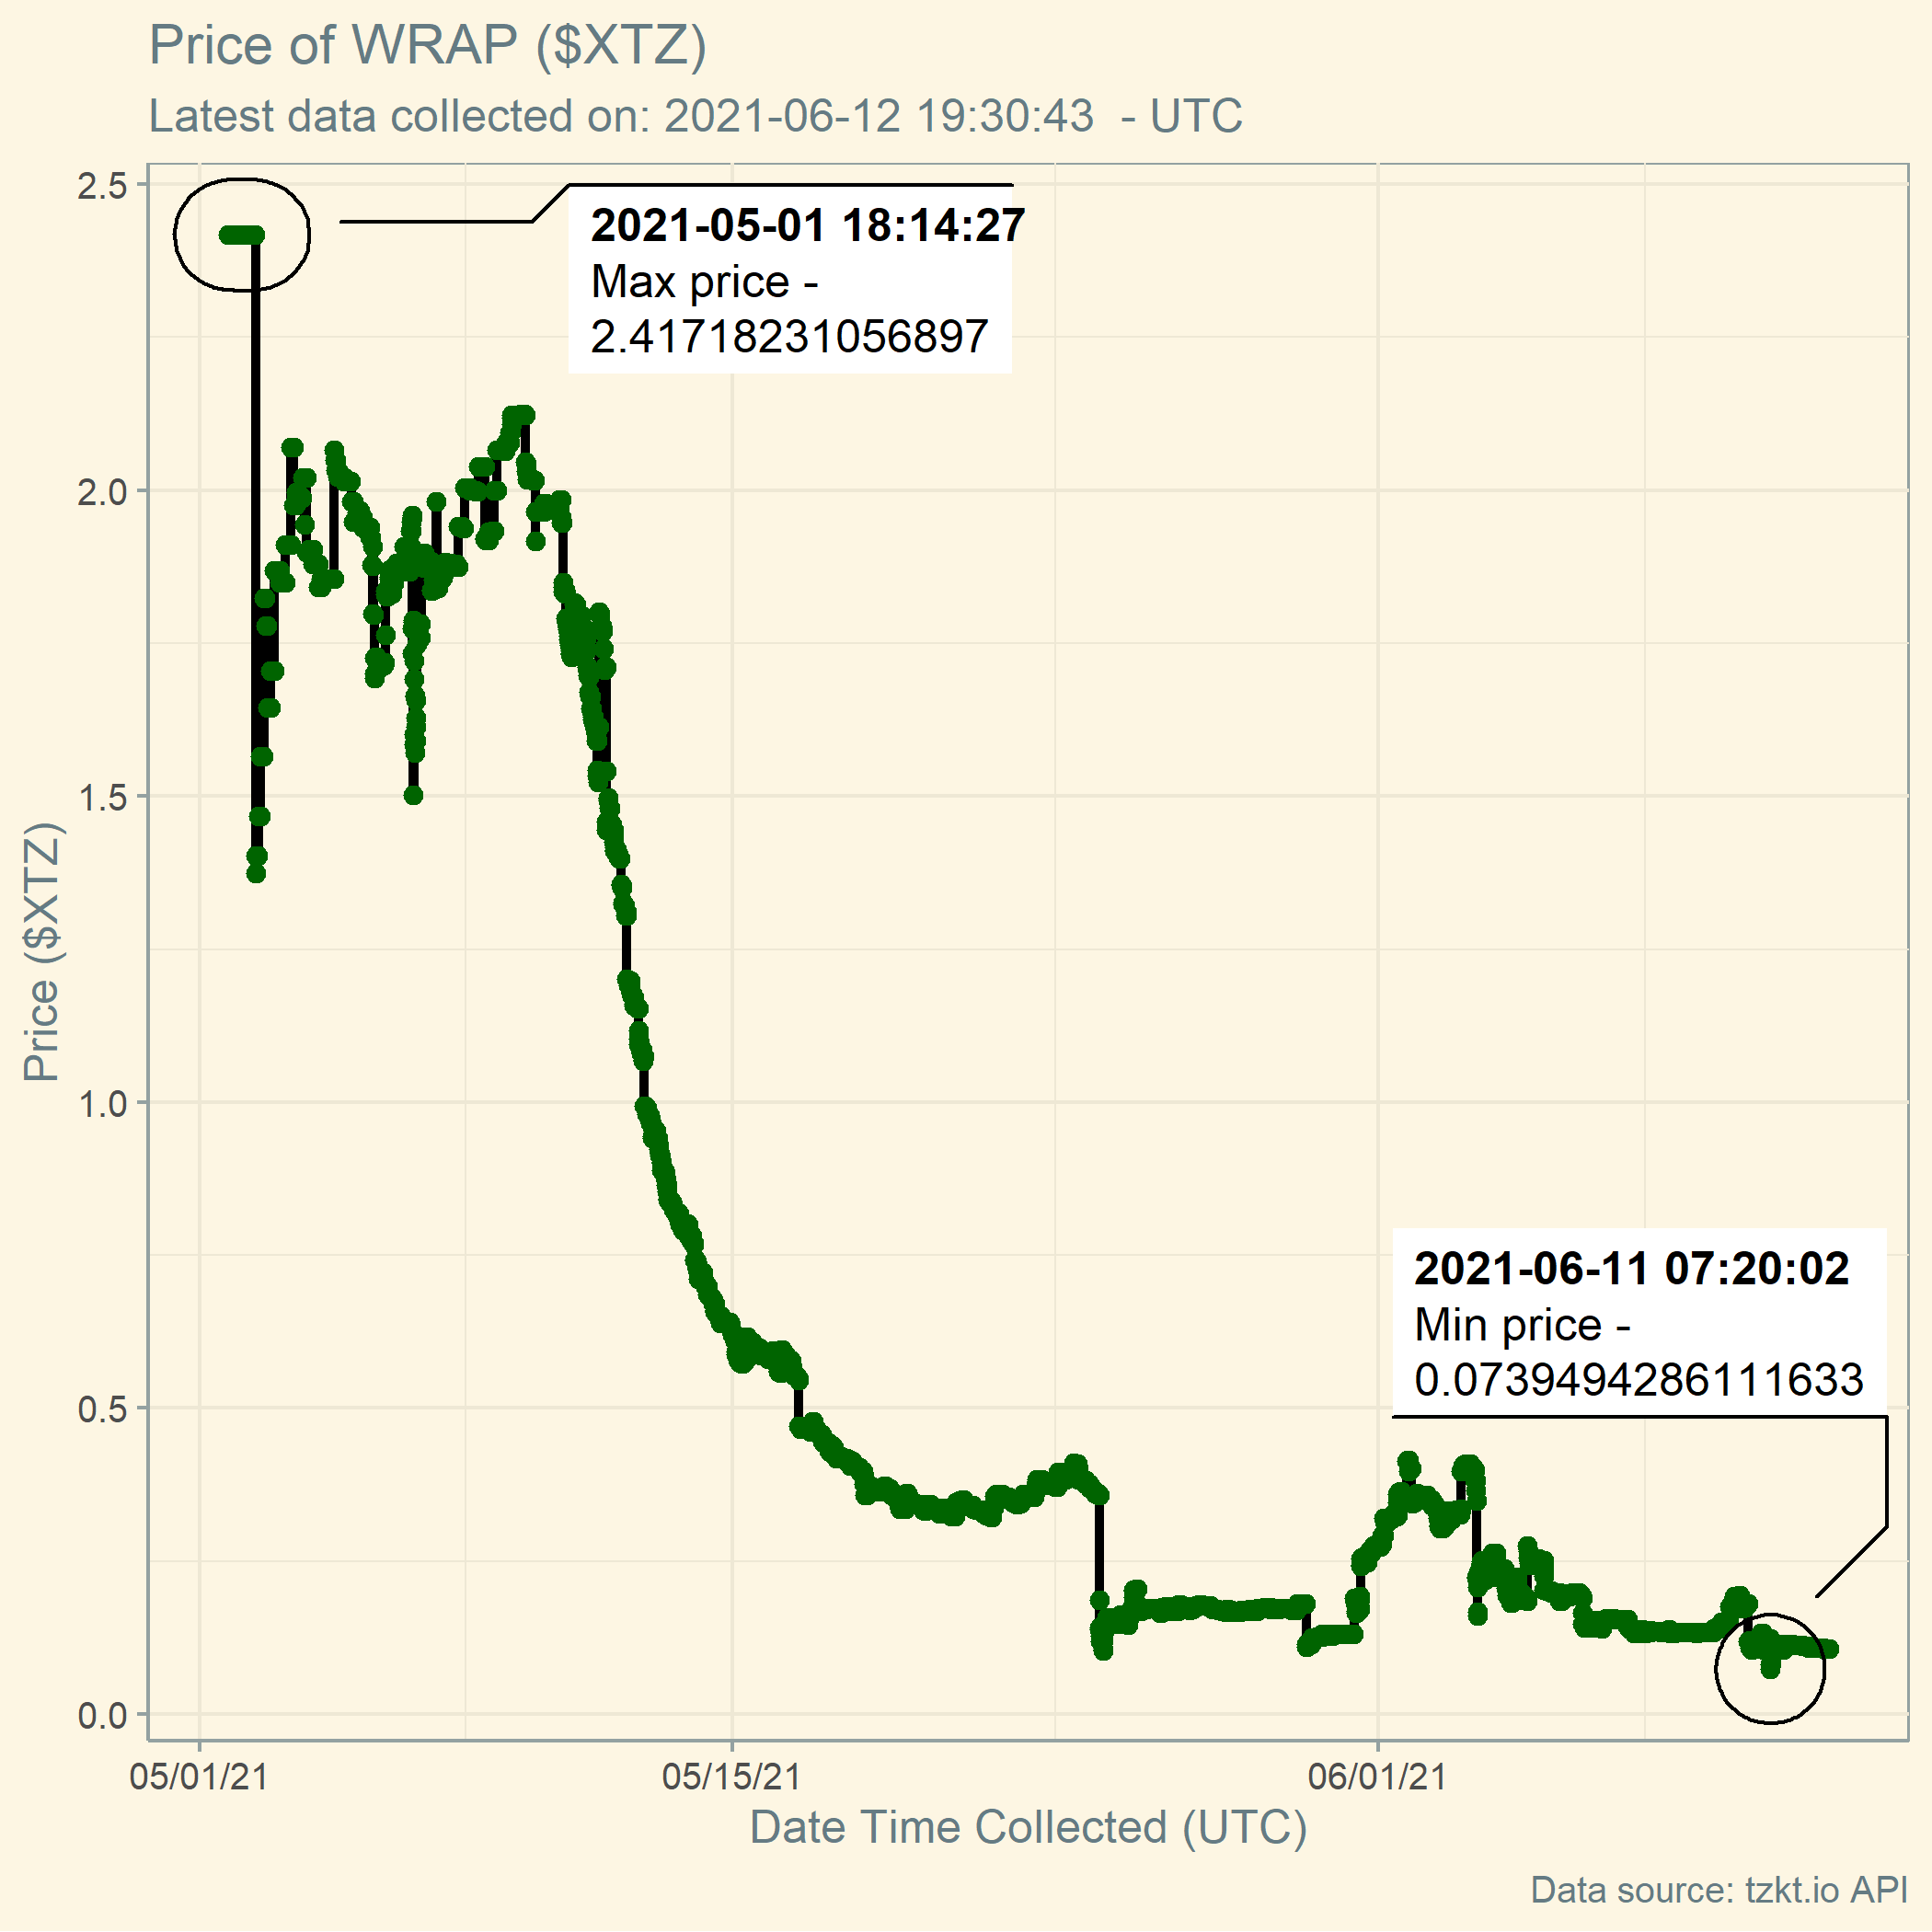 Price of WRAP ($XTZ)
Latest data collected on: 2021-06-12 19:30:43  - UTC
2.5
2.0
1.5
1.0
0.5
0.0
Price ($XTZ)
2021-05-01 18:14:27
Max price -
2.41718231056897
2021-06-11 07:20:02
Min price -
0.0739494286111633
05/01/21
05/15/21
06/01/21
Date Time Collected (UTC)
Data source: tzkt.io API